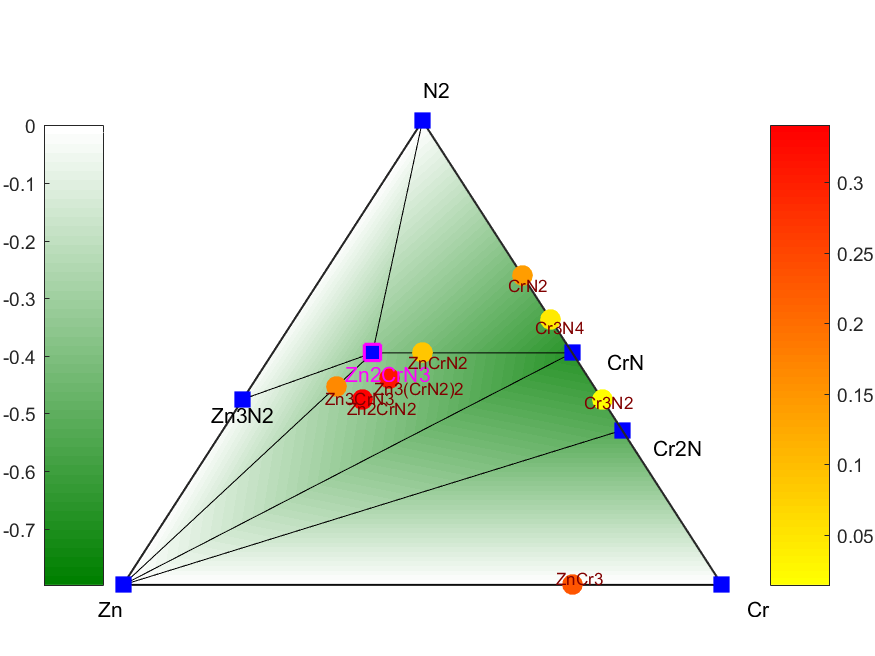 N2
0
-0.1
-0.2
-0.3
-0.4
-0.5
-0.6
-0.7
0.3
0.25
0.2
0.15
0.1
0.05
CrN2
Cr3N4
ZnCrN2
CrN
Zn2CrN3
Zn3(CrN2)2
Zn3CrN3
Zn2CrN2
Cr3N2
Zn3N2
Cr2N
ZnCr3
Zn
Cr